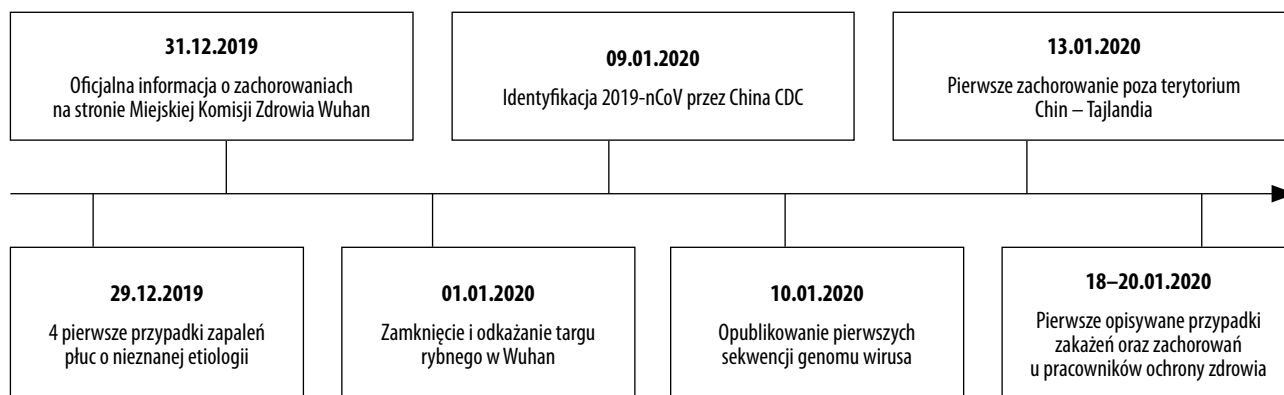 31.12.2019
Oficjalna informacja o zachorowaniach
na stronie Miejskiej Komisji Zdrowia Wuhan
09.01.2020
Identyfikacja 2019-nCoV przez China CDC
13.01.2020
Pierwsze zachorowanie poza terytorium
Chin – Tajlandia
29.12.2019
4 pierwsze przypadki zapaleń
płuc o nieznanej etiologii
01.01.2020
Zamknięcie i odkażanie targu
rybnego w Wuhan
10.01.2020
Opublikowanie pierwszych
sekwencji genomu wirusa
18–20.01.2020
Pierwsze opisywane przypadki
zakażeń oraz zachorowań
u pracowników ochrony zdrowia